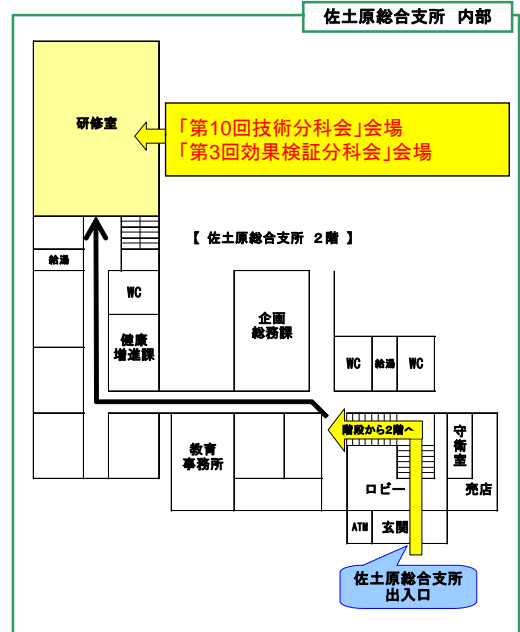 佐土原総合支所 内部
研修室
「第10回技術分科会」会場
「第3回効果検証分科会」会場
【 佐土原総合支所 2階 】
給湯
WC
健康
増進課
企画
総務課
WC
給湯
WC
階段から2階へ
守衛室
教育
事務所
ロビー
売店
ATM
玄関
佐土原総合支所
出入口